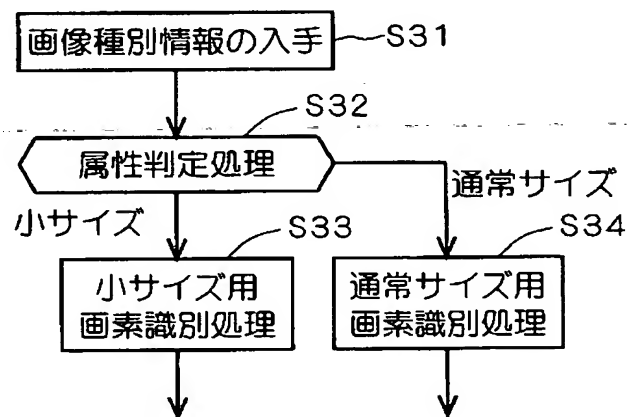 画像種別情報の入手
S31
S32
属性判定処理
通常サイズ
小サイズ
S33
S34
小サイズ用
画素識別処理
通常サイズ用
画素識別処理